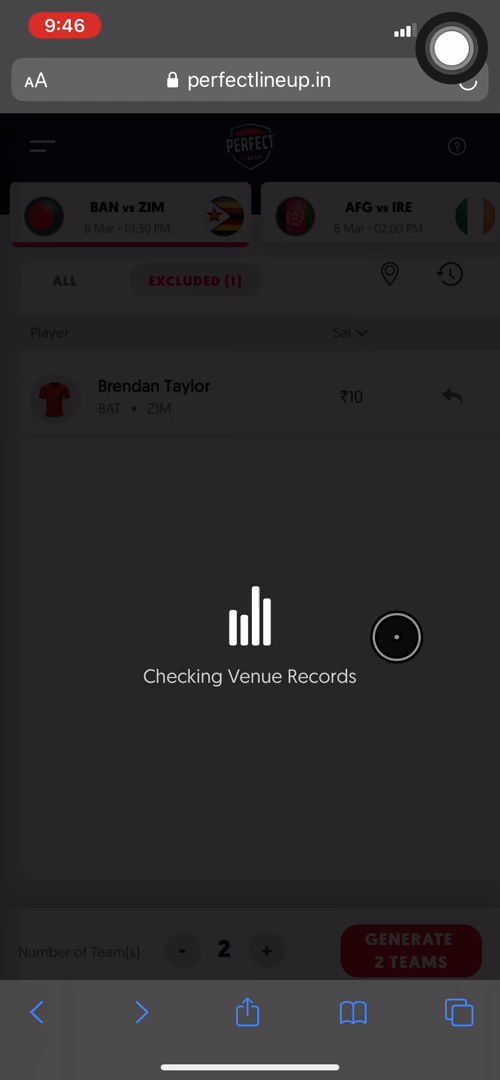 9:46
AA
perfectlineup.in
PERFECT
LINEUP
?
BAN vs ZIM
6 Mar - 01:30 PM
AFG vs IRE
6 Mar - 02:00 PM
ALL
EXCLUDED (1)
Player
Sal
Brendan Taylor
BAT • ZIM
₹10
Checking Venue Records
Number of Team[s]
- 2 +
GENERATE
2 TEAMS